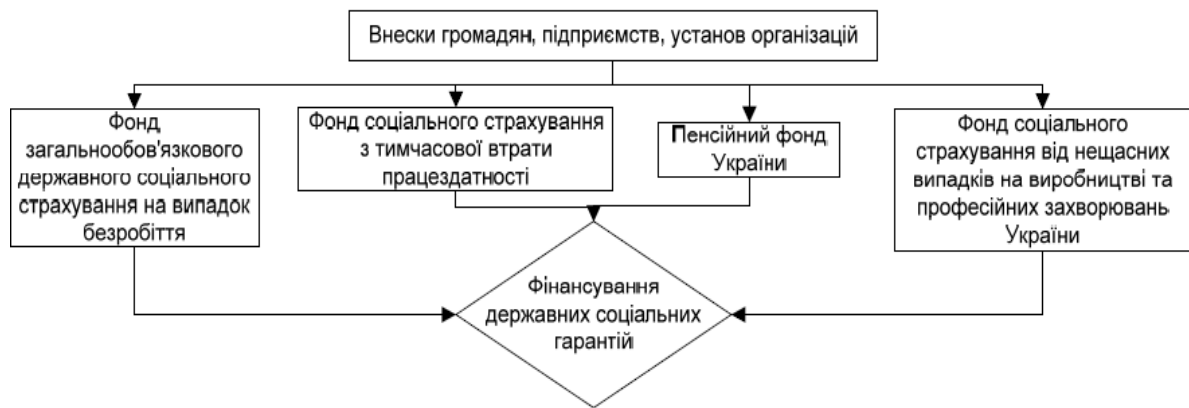 Внески громадян, підприємств, установ організацій
Фонд
загальнообов'язкового
державного соціального
страхування на випадок
безробіття
Фонд соціального страхування
з тимчасової втрати
працездатності
Пенсійний фонд
України
Фонд соціального
страхування від нещасних
випадків на виробництві та
професійних захворювань
України
Фінансування
державних соціальних
гарантій